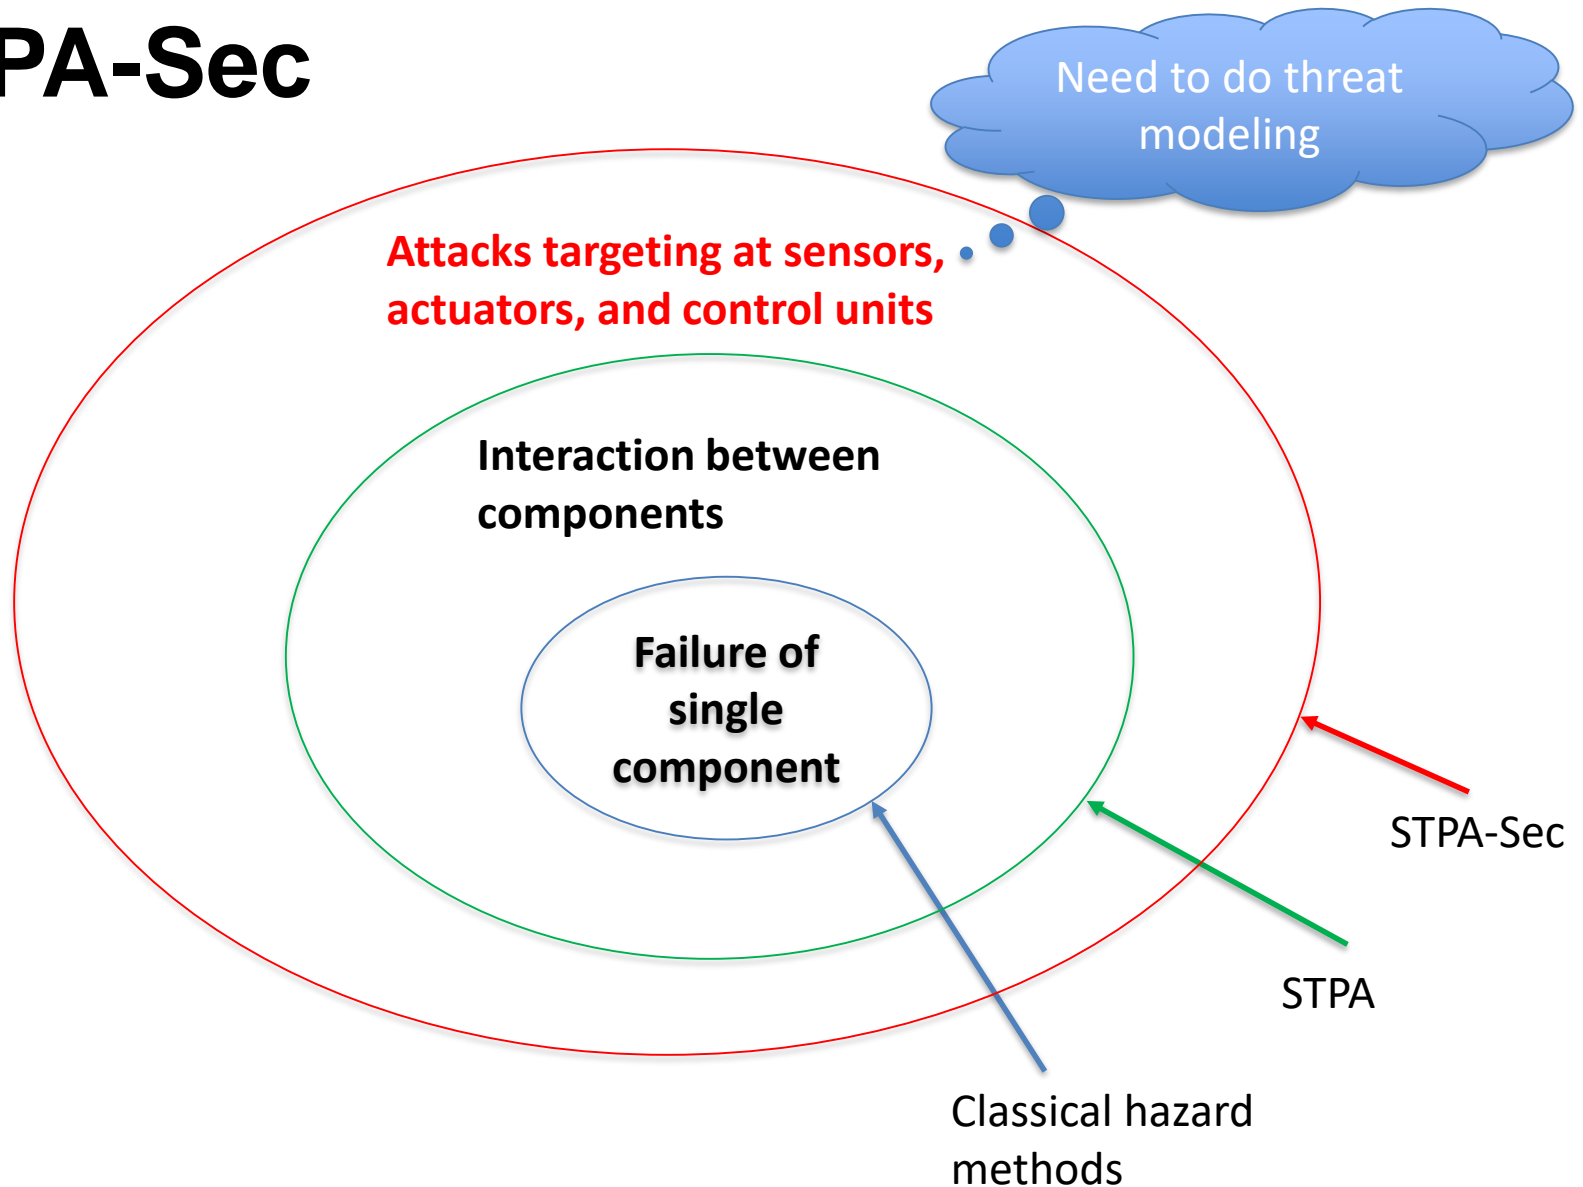 PA-Sec
Need to do threat
modeling
Attacks targeting at sensors,
actuators, and control units
Interaction between
components
Failure of
single
component
STPA-Sec
STPA
Classical hazard
methods